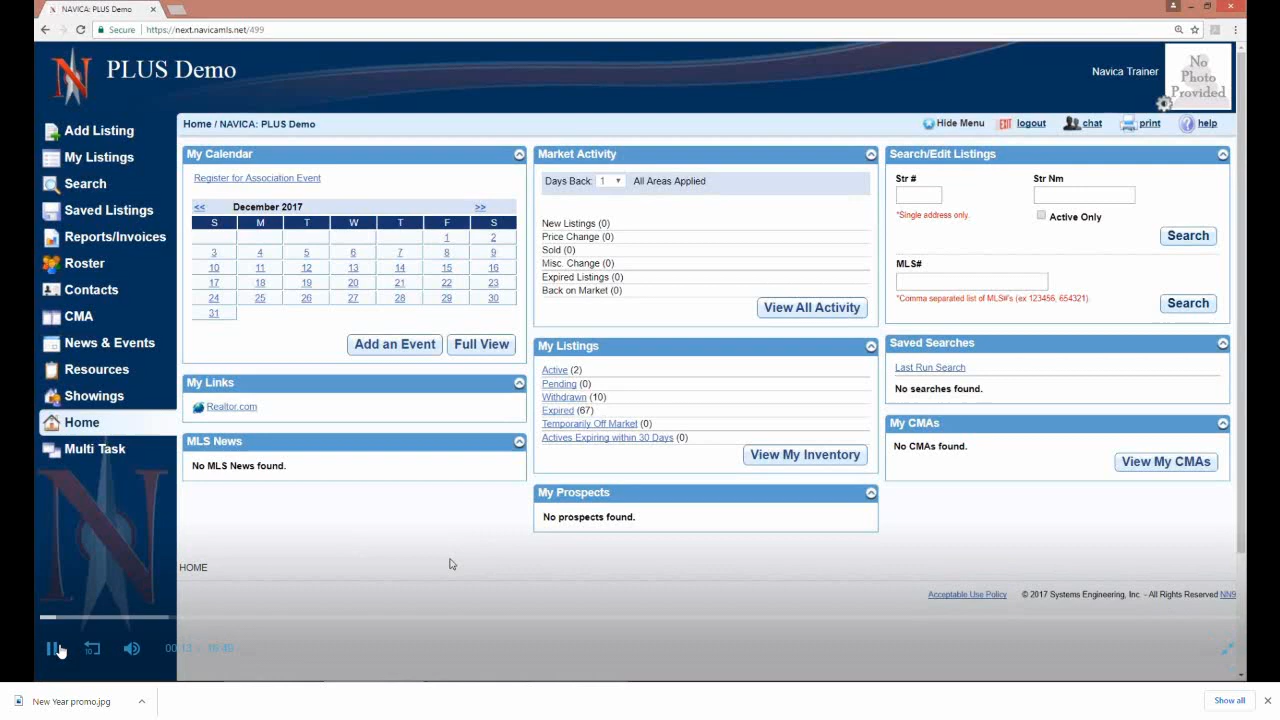 NAVICA: PLUS Demo
Secure https://next.navicamls.net/499
N PLUS Demo
Navica Trainer
No
Photo
Provided
Home / NAVICA: PLUS Demo
Hide Menu EXIT logout chat print help
Add Listing
My Listings
Search
Saved Listings
Reports/Invoices
Roster
Contacts
CMA
News & Events
Resources
Showings
Home
Multi Task
My Calendar
Register for Association Event
<< December 2017 >>
S M T W T F S
1 2
3 4 5 6 7 8 9
10 11 12 13 14 15 16
17 18 19 20 21 22 23
24 25 26 27 28 29 30
31
Add an Event Full View
My Links
Realtor.com
MLS News
No MLS News found.
Market Activity
Days Back: 1 All Areas Applied
New Listings (0)
Price Change (0)
Sold (0)
Misc. Change (0)
Expired Listings (0)
Back on Market (0)
View All Activity
My Listings
Active (2)
Pending (0)
Withdrawn (10)
Expired (67)
Temporarily Off Market (0)
Actives Expiring within 30 Days (0)
View My Inventory
My Prospects
No prospects found.
Search/Edit Listings
Str # Str Nm
*Single address only.
Active Only
Search
MLS#
*Comma separated list of MLS#'s (ex 123456, 654321).
Search
Saved Searches
Last Run Search
No searches found.
My CMAs
No CMAs found.
View My CMAs
HOME
Acceptable Use Policy © 2017 Systems Engineering, Inc. - All Rights Reserved NN9
10
New Year promo.jpg
Show all